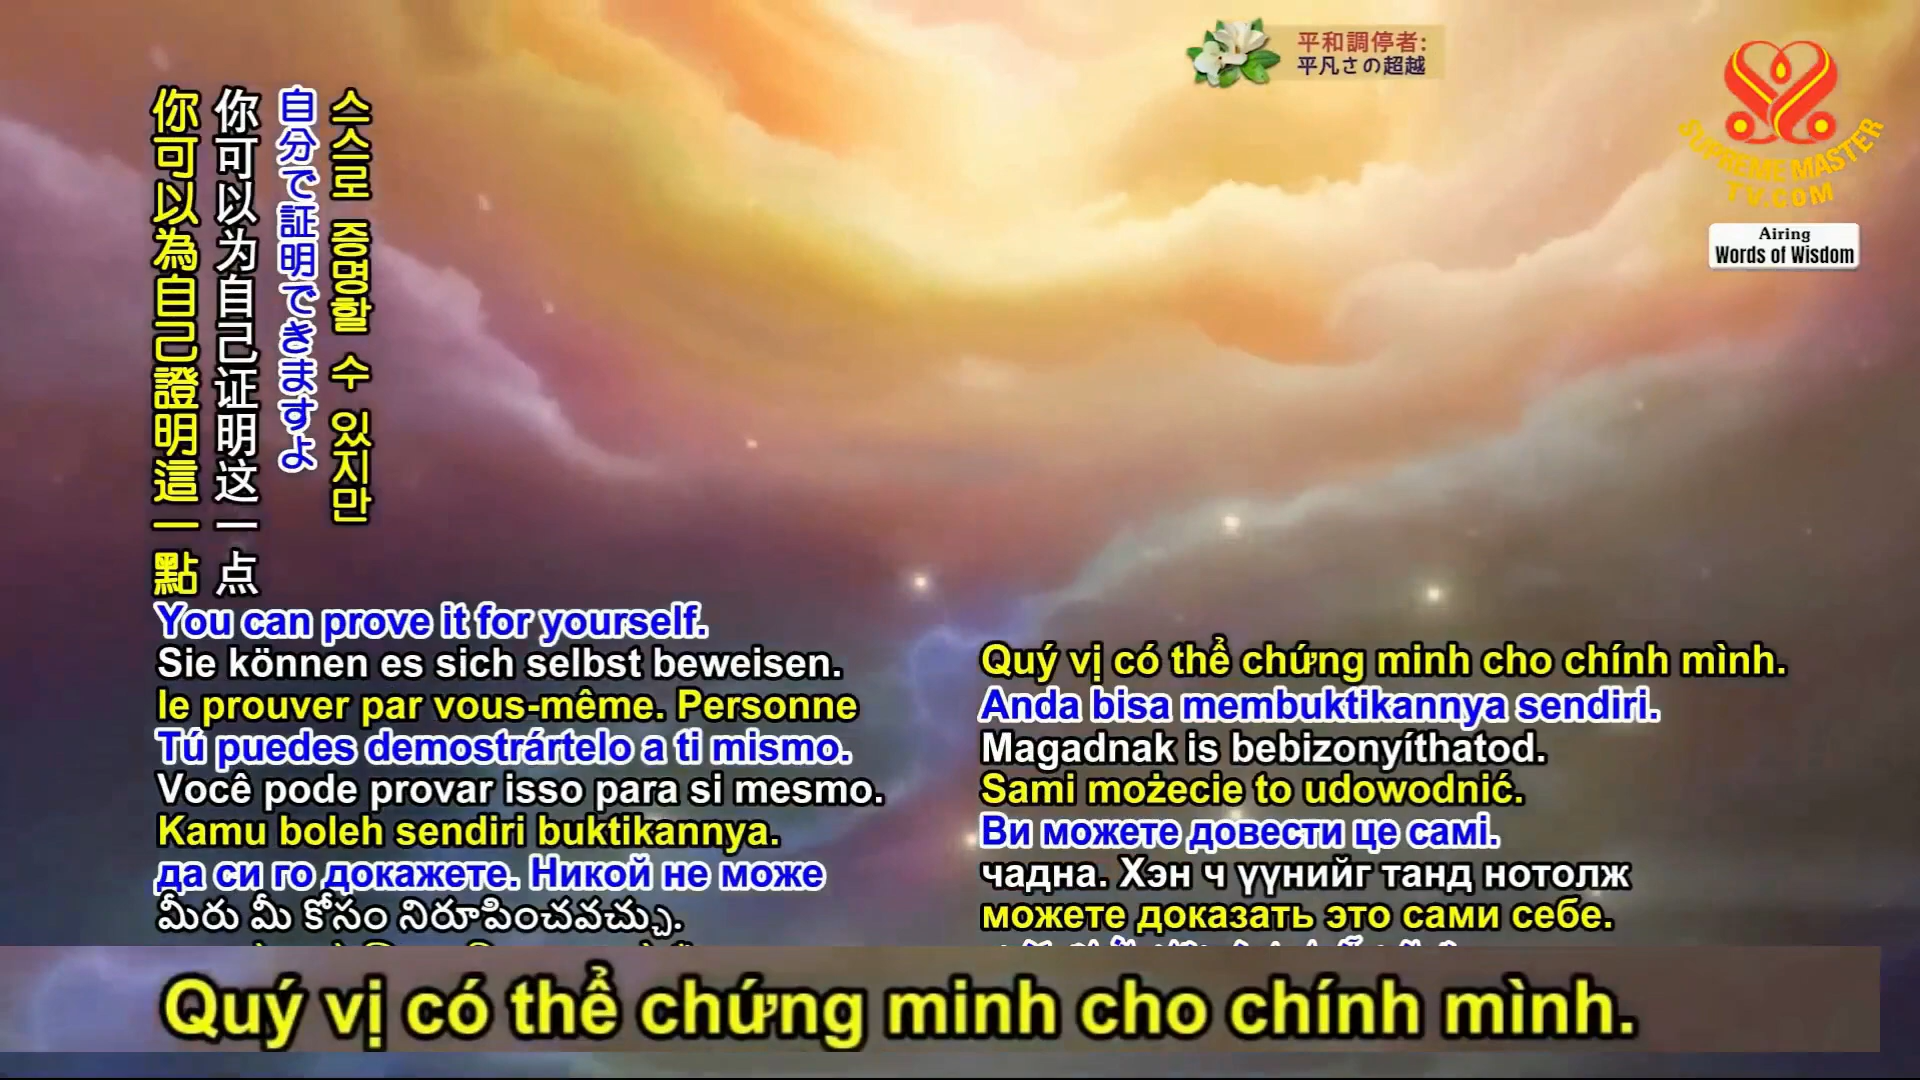 平和調停者:
平凡さの超越
SUPREME MASTER
TV.COM
Airing
Words of Wisdom
스스로 증명할 수 있지만
自分で証明できますよ
你可以为自己证明这一点
你可以為自己證明這一點
You can prove it for yourself.
Sie können es sich selbst beweisen.
le prouver par vous-même. Personne
Tú puedes demostrártelo a ti mismo.
Você pode provar isso para si mesmo.
Kamu boleh sendiri buktikannya.
да си го докажете. Никой не може
మీరు మీ కోసం నిరూపించవచ్చు.
Quý vị có thể chứng minh cho chính mình.
Anda bisa membuktikannya sendiri.
Magadnak is bebizonyíthatod.
Sami możecie to udowodnić.
Ви можете довести це самі.
чадна. Хэн ч үүнийг танд нотолж
можете доказать это сами себе.
Quý vị có thể chứng minh cho chính mình.